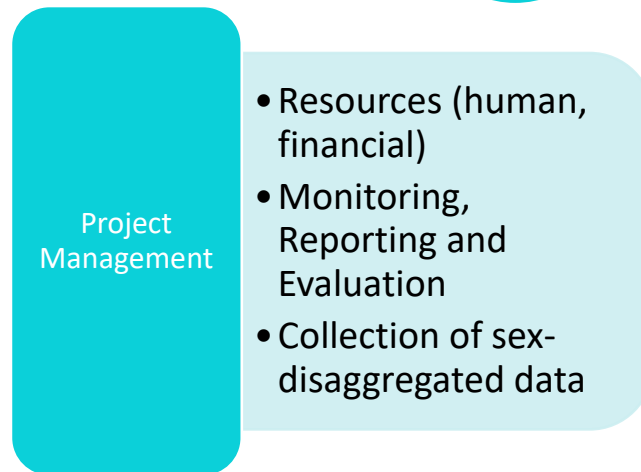 Project
Management
•Resources (human,
financial)
•Monitoring,
Reporting and
Evaluation
•Collection of sex-
disaggregated data